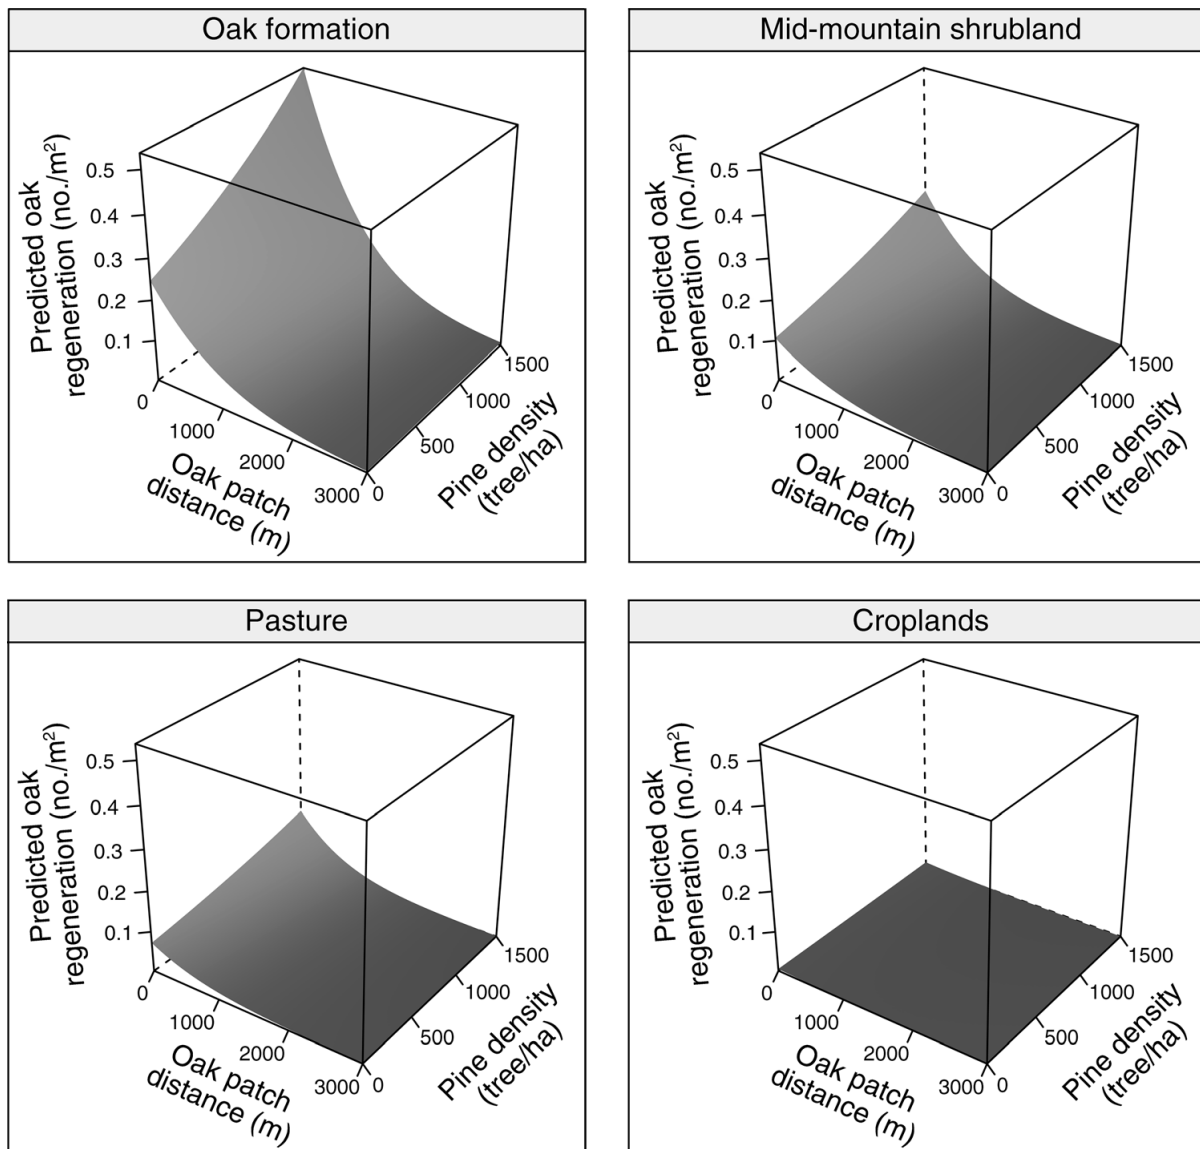 Oak formation
Predicted oak
regeneration (no./m²)
0.5
0.4
0.3
0.2
0.1
0
1000
2000
3000
Oak patch
distance (m)
0
500
1000
1500
Pine density
(tree/ha)
Mid-mountain shrubland
Predicted oak
regeneration (no./m²)
0.5
0.4
0.3
0.2
0.1
0
1000
2000
3000
Oak patch
distance (m)
0
500
1000
1500
Pine density
(tree/ha)
Pasture
Predicted oak
regeneration (no./m²)
0.5
0.4
0.3
0.2
0.1
0
1000
2000
3000
Oak patch
distance (m)
0
500
1000
1500
Pine density
(tree/ha)
Croplands
Predicted oak
regeneration (no./m²)
0.5
0.4
0.3
0.2
0.1
0
1000
2000
3000
Oak patch
distance (m)
0
500
1000
1500
Pine density
(tree/ha)